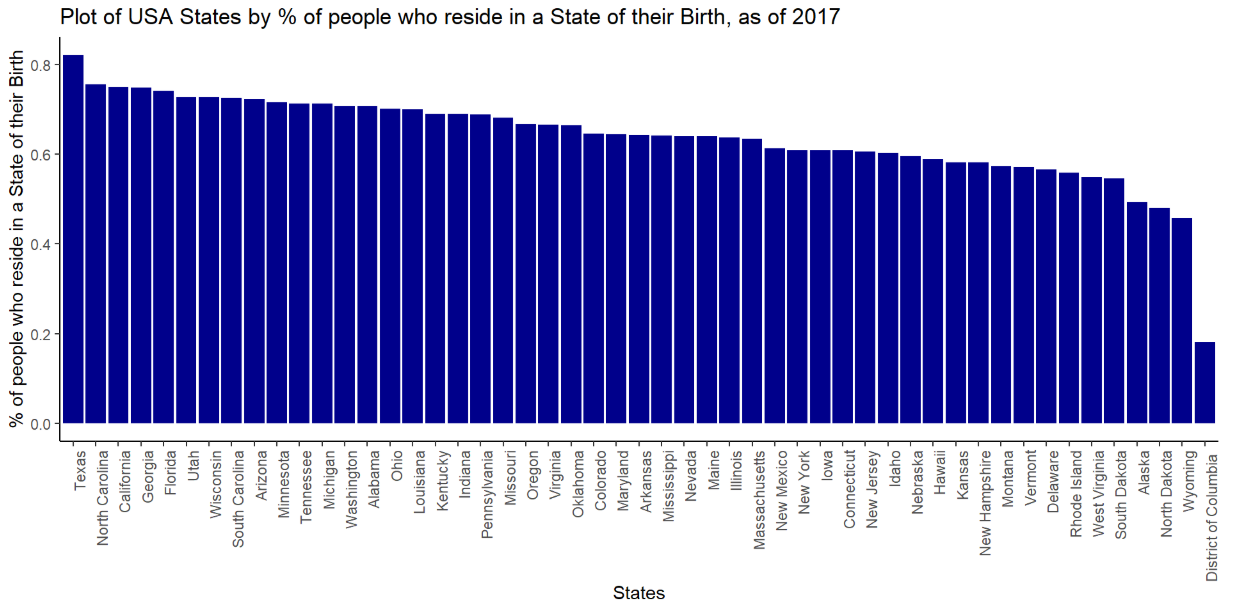 Plot of USA States by % of people who reside in a State of their Birth, as of 2017
% of people who reside in a State of their Birth
0.8
0.6
0.4
0.2
0.0
Texas
North Carolina
California
Georgia
Florida
Utah
Wisconsin
South Carolina
Arizona
Minnesota
Tennessee
Michigan
Washington
Alabama
Ohio
Louisiana
Kentucky
Indiana
Pennsylvania
Missouri
Oregon
Virginia
Oklahoma
Colorado
Maryland
Arkansas
Mississippi
Nevada
Maine
Illinois
Massachusetts
New Mexico
New York
Iowa
Connecticut
New Jersey
Idaho
Nebraska
Hawaii
Kansas
New Hampshire
Montana
Vermont
Delaware
Rhode Island
West Virginia
South Dakota
Alaska
North Dakota
Wyoming
District of Columbia
States